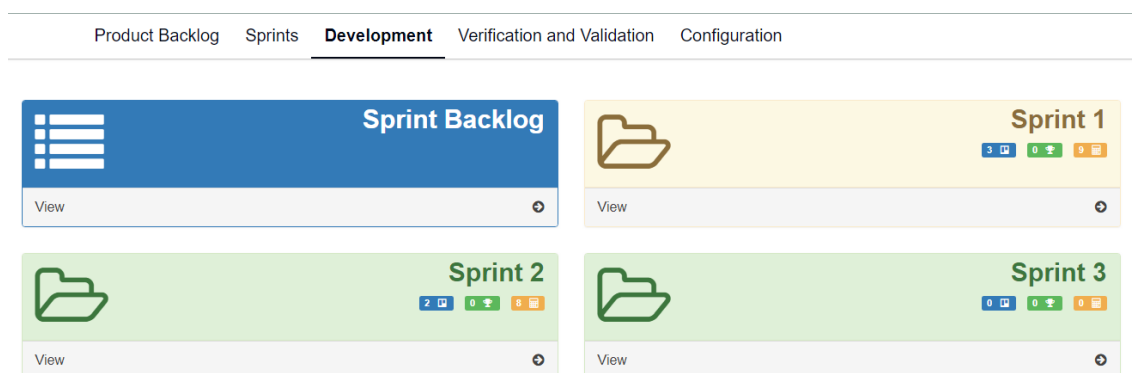 Product Backlog Sprints Development Verification and Validation Configuration
Sprint Backlog
View
Sprint 1
3 0 9
View
Sprint 2
2 0 8
View
Sprint 3
0 0 0
View